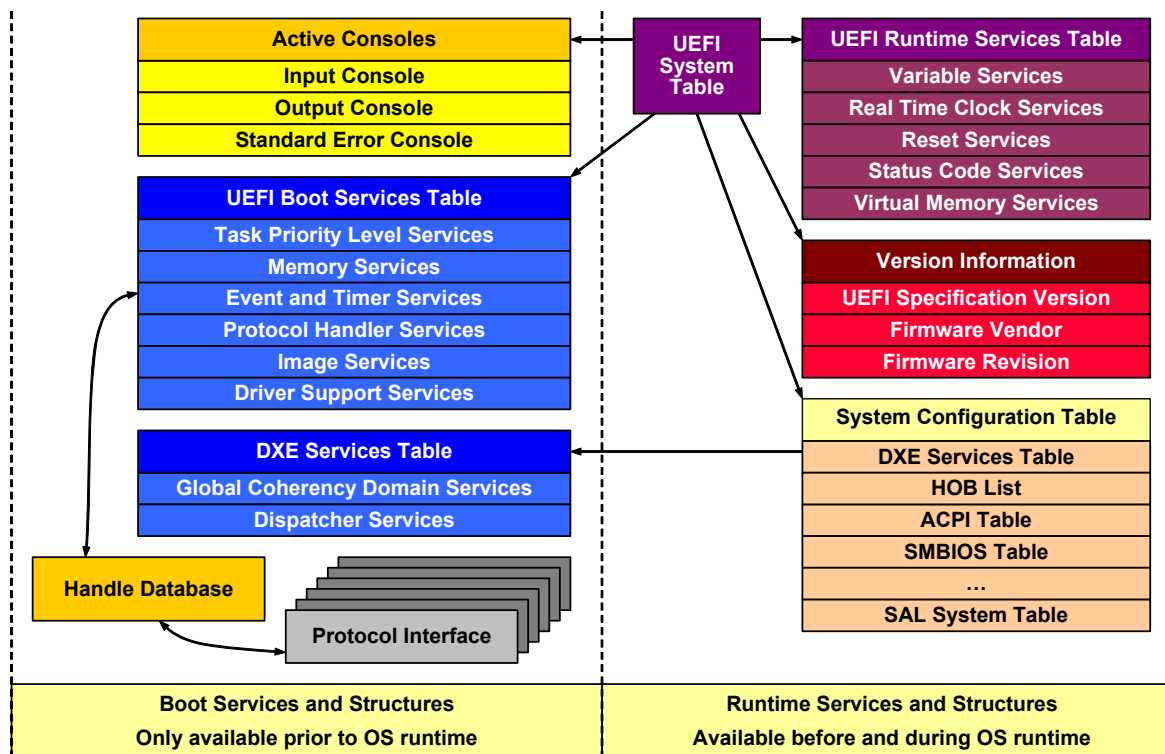 Active Consoles
Input Console
Output Console
Standard Error Console
UEFI Boot Services Table
Task Priority Level Services
Memory Services
Event and Timer Services
Protocol Handler Services
Image Services
Driver Support Services
DXE Services Table
Global Coherency Domain Services
Dispatcher Services
Handle Database
Protocol Interface
UEFI
System
Table
UEFI Runtime Services Table
Variable Services
Real Time Clock Services
Reset Services
Status Code Services
Virtual Memory Services
Version Information
UEFI Specification Version
Firmware Vendor
Firmware Revision
System Configuration Table
DXE Services Table
HOB List
ACPI Table
SMBIOS Table
…
SAL System Table
Boot Services and Structures
Only available prior to OS runtime
Runtime Services and Structures
Available before and during OS runtime